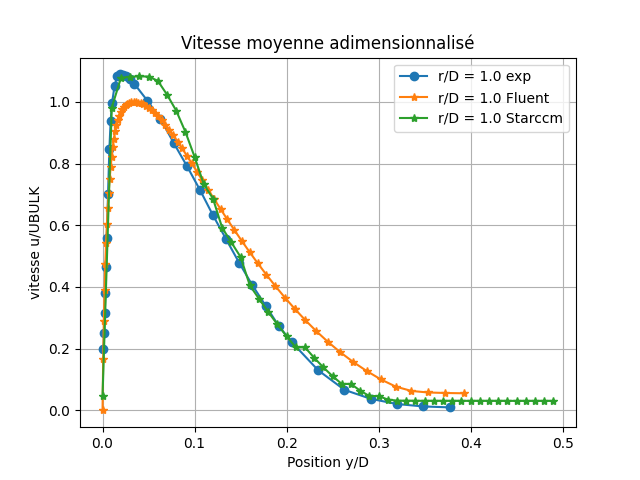 Vitesse moyenne adimensionnalisé
r/D = 1.0 exp
r/D = 1.0 Fluent
r/D = 1.0 Starccm
vitesse u/UBULK
1.0
0.8
0.6
0.4
0.2
0.0
0.0 0.1 0.2 0.3 0.4 0.5
Position y/D